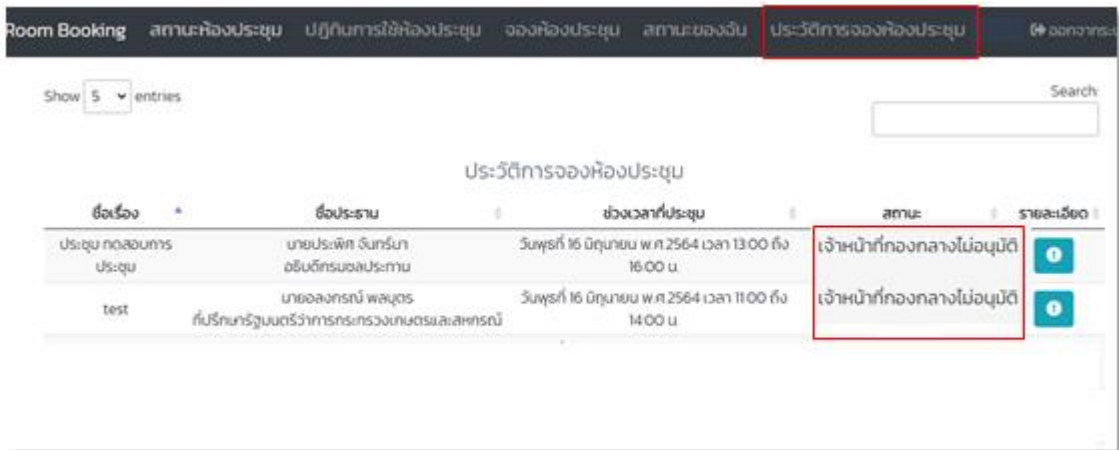 Room Booking สถานะห้องประชุม ปฏิทินการใช้ห้องประชุม จองห้องประชุม สถานะของฉัน ประวัติการจองห้องประชุม ออกจากระบ
Show 5 entries
Search:
ประวัติการจองห้องประชุม
ชื่อเรื่อง ชื่อประธาน ช่วงเวลาที่ประชุม สถานะ รายละเอียด
ประชุม ทดสอบการ นายประพิศ จันทร์มา วันพุธที่ 16 มิถุนายน พ.ศ.2564 เวลา 13:00 ถึง เจ้าหน้าที่กองกลางไม่อนุมัติ
ประชุม อธิบดีกรมชลประทาน 16:00 น.
test นายอลงกรณ์ พลบุตร วันพุธที่ 16 มิถุนายน พ.ศ.2564 เวลา 11:00 ถึง เจ้าหน้าที่กองกลางไม่อนุมัติ
ที่ปรึกษารัฐมนตรีว่าการกระทรวงเกษตรและสหกรณ์ 14:00 น.